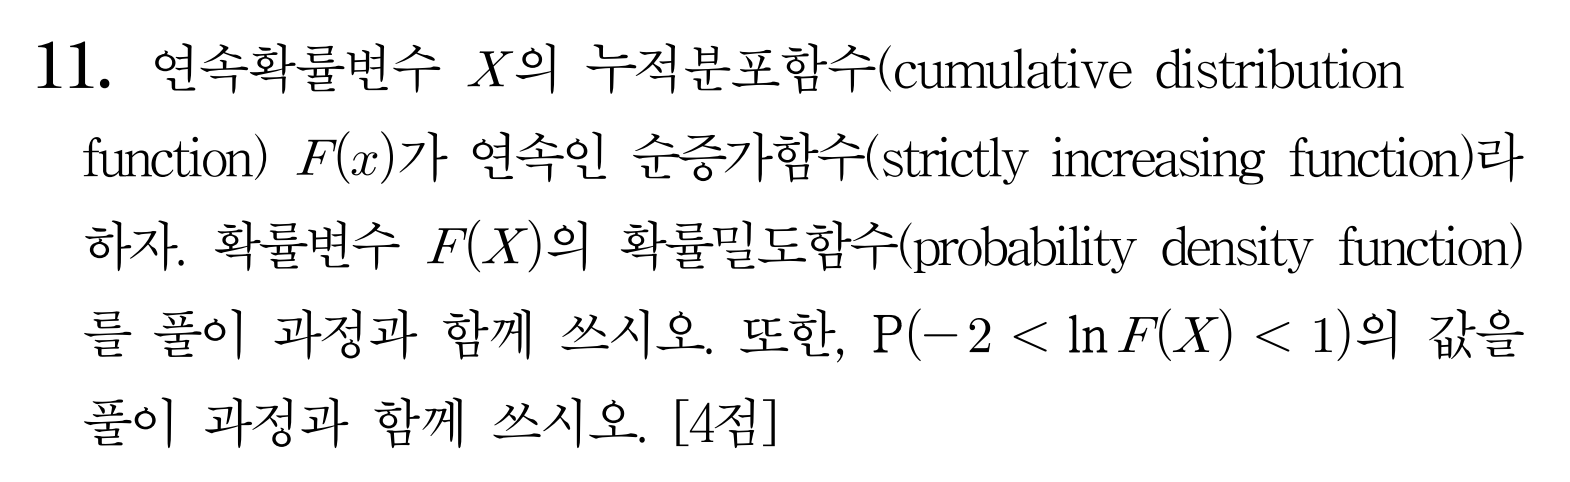 11. 연속확률변수 X의 누적분포함수(cumulative distribution
function) F(x)가 연속인 순증가함수(strictly increasing function)라
하자. 확률변수 F(X)의 확률밀도함수(probability density function)
를 풀이 과정과 함께 쓰시오. 또한, P(−2 < ln F(X) < 1)의 값을
풀이 과정과 함께 쓰시오. [4점]